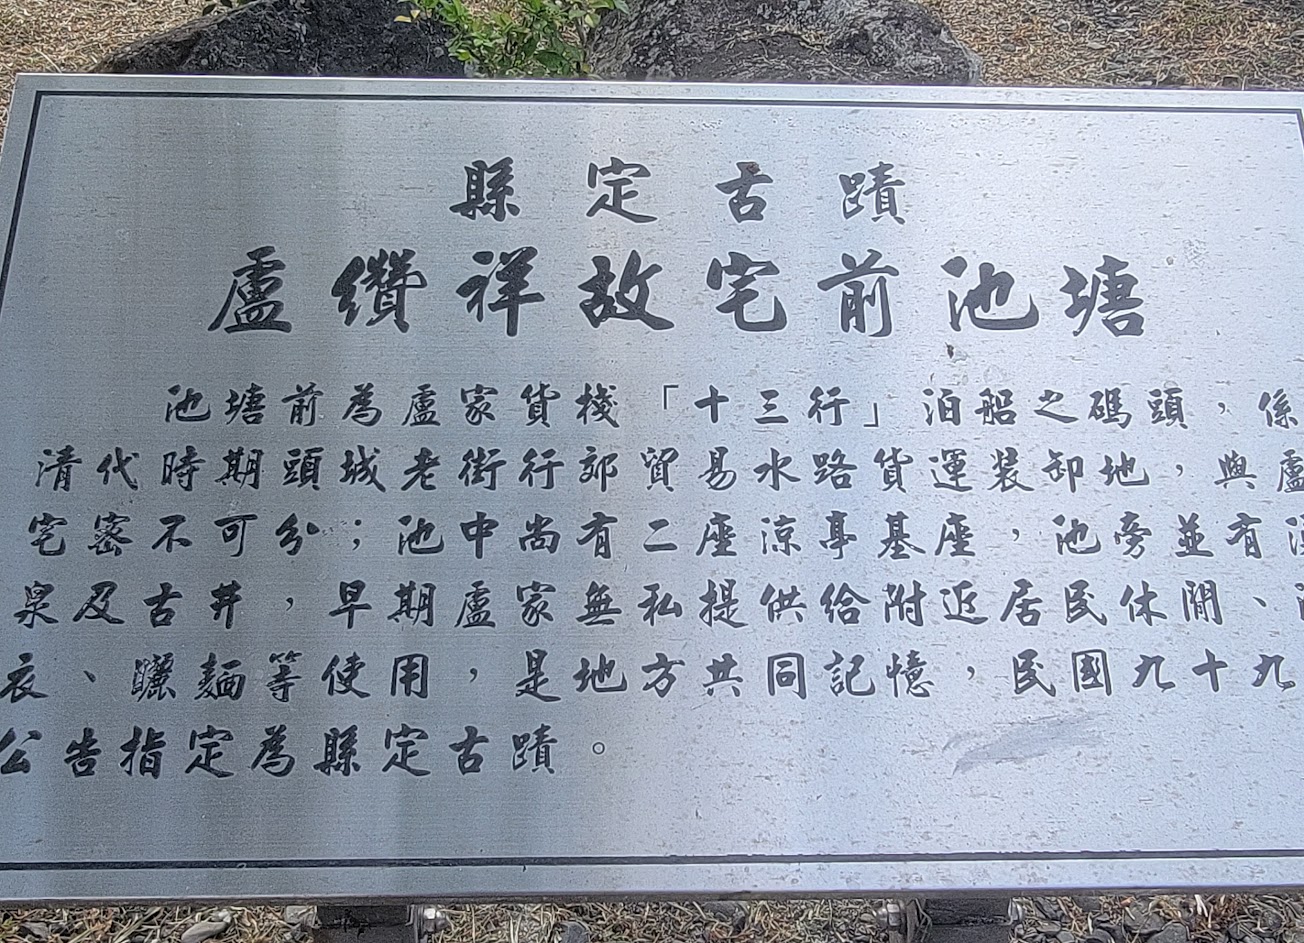 縣定古蹟
盧纘祥故宅前池塘
池塘前為盧家貨棧「十三行」泊船之碼頭,係
清代時期頭城老街行郊貿易水路貨運裝卸地,與盧
宅密不可分;池中尚有二座涼亭基座,池旁並有
泉及古井,早期盧家無私提供給附近居民休閒、
衣、曬麵等使用,是地方共同記憶,民國九十九
公告指定為縣定古蹟。